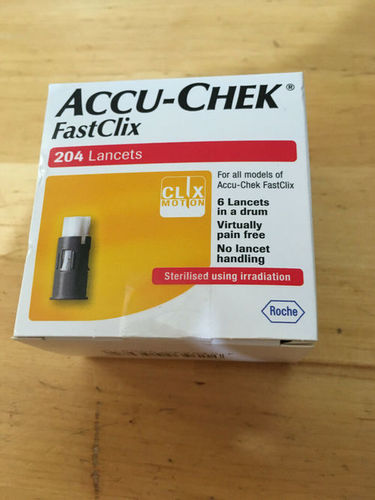 ACCU-CHEK®
FastClix
204 Lancets
CLIX
MOTION
For all models of
Accu-Chek FastClix
6 Lancets
in a drum
Virtually
pain free
No lancet
handling
Sterilised using irradiation
Roche